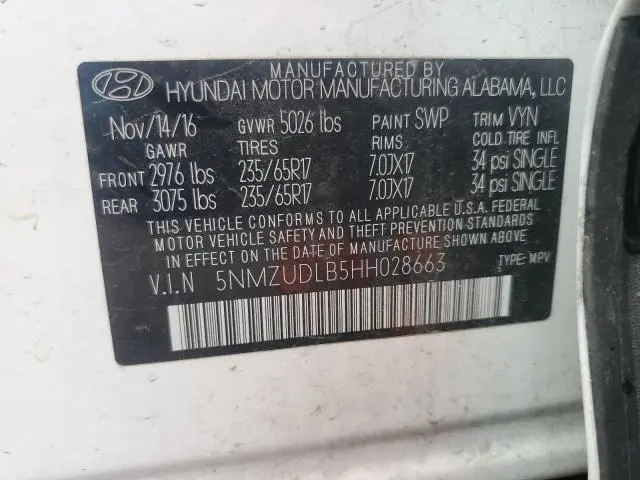 MANUFACTURED BY
HYUNDAI MOTOR MANUFACTURING ALABAMA, LLC
Nov/14/16 GVWR 5026 lbs PAINT SWP TRIM VYN
GAWR TIRES RIMS COLD TIRE INFL
FRONT 2976 lbs 235/65R17 7.0JX17 34 psi SINGLE
REAR 3075 lbs 235/65R17 7.0JX17 34 psi SINGLE
THIS VEHICLE CONFORMS TO ALL APPLICABLE U.S.A. FEDERAL
MOTOR VEHICLE SAFETY AND THEFT PREVENTION STANDARDS
IN EFFECT ON THE DATE OF MANUFACTURE SHOWN ABOVE.
V.I.N 5NMZUDLB5HH028663 TYPE: MPV